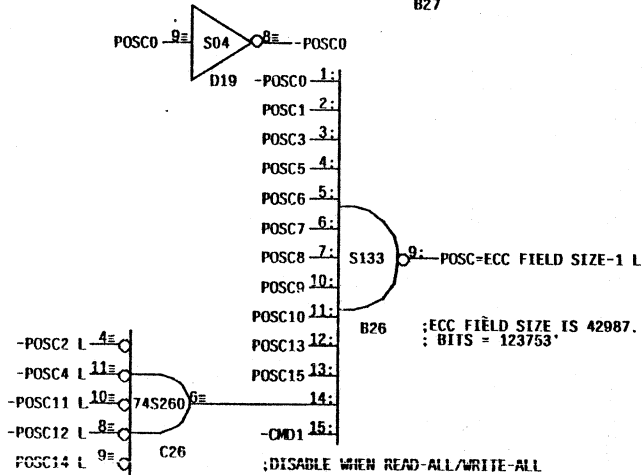 B27
POSC0 9≡ S04 8≡ -POSC0
D19
-POSC0 1:
POSC1 2:
POSC3 3:
POSC5 4:
POSC6 5:
POSC7 6:
POSC8 7: S133 9: POSC=ECC FIELD SIZE-1 L
POSC9 10:
POSC10 11:
B26 ;ECC FIELD SIZE IS 42987.
; BITS = 123753'
POSC13 12:
POSC15 13:
14:
-CMD1 15:
-POSC2 L 4≡
-POSC4 L 11≡
-POSC11 L 10≡ 74S260 6≡
-POSC12 L 8≡
POSC14 L 9≡
C26
;DISABLE WHEN READ-ALL/WRITE-ALL